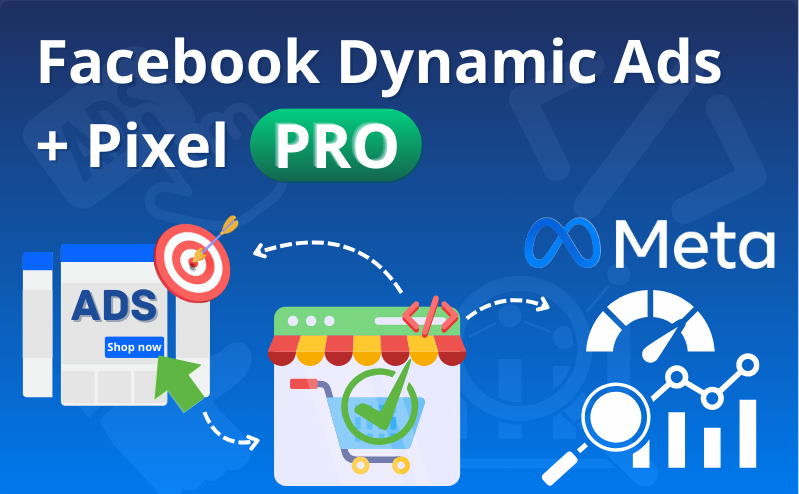 Facebook Dynamic Ads
+ Pixel PRO
Meta
ADS
Shop now